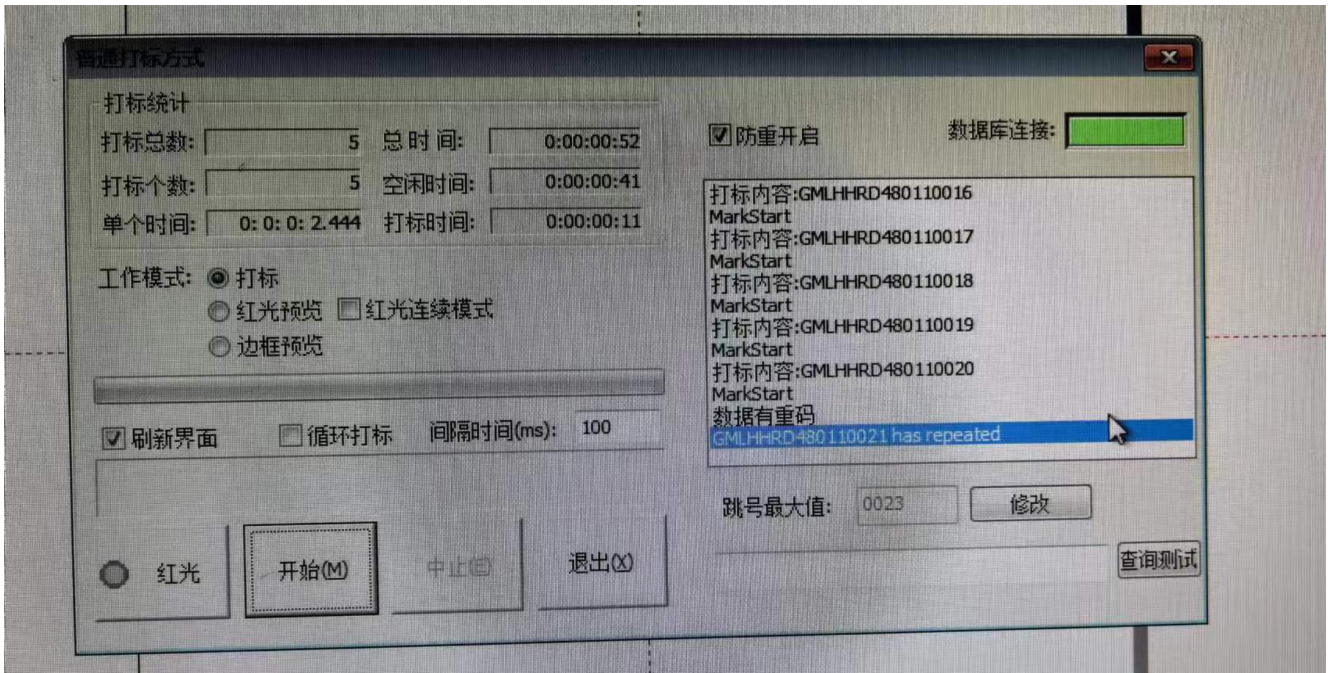 普通打标方式
打标统计
打标总数: 5 总 时 间: 0:00:00:52
打标个数: 5 空闲时间: 0:00:00:41
单个时间: 0: 0: 0: 2.444 打标时间: 0:00:00:11
工作模式: 打标
红光预览 红光连续模式
边框预览
刷新界面 循环打标 间隔时间(ms): 100
红光 开始(M) 中止(E) 退出(X)
防重开启 数据库连接:
打标内容:GMLHHRD480110016
MarkStart
打标内容:GMLHHRD480110017
MarkStart
打标内容:GMLHHRD480110018
MarkStart
打标内容:GMLHHRD480110019
MarkStart
打标内容:GMLHHRD480110020
MarkStart
数据有重码
GMLHHRD480110021 has repeated
跳号最大值: 0023 修改
查询测试